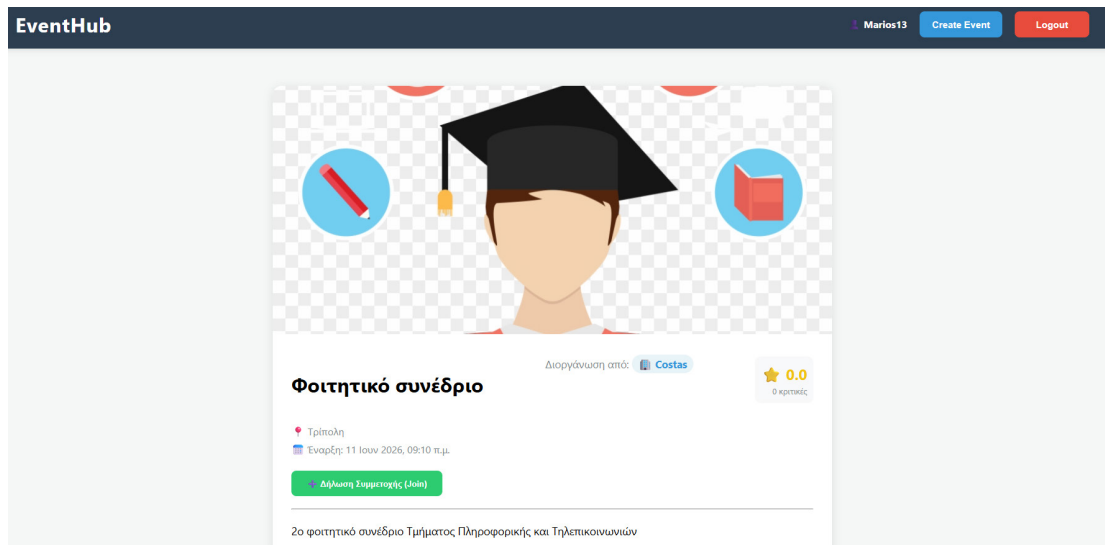 EventHub
Marios13
Create Event
Logout
Διοργάνωση από: Costas
Φοιτητικό συνέδριο
0.0
0 κριτικές
Τρίπολη
Έναρξη: 11 Ιουν 2026, 09:10 π.μ.
Δήλωση Συμμετοχής (Join)
2ο φοιτητικό συνέδριο Τμήματος Πληροφορικής και Τηλεπικοινωνιών